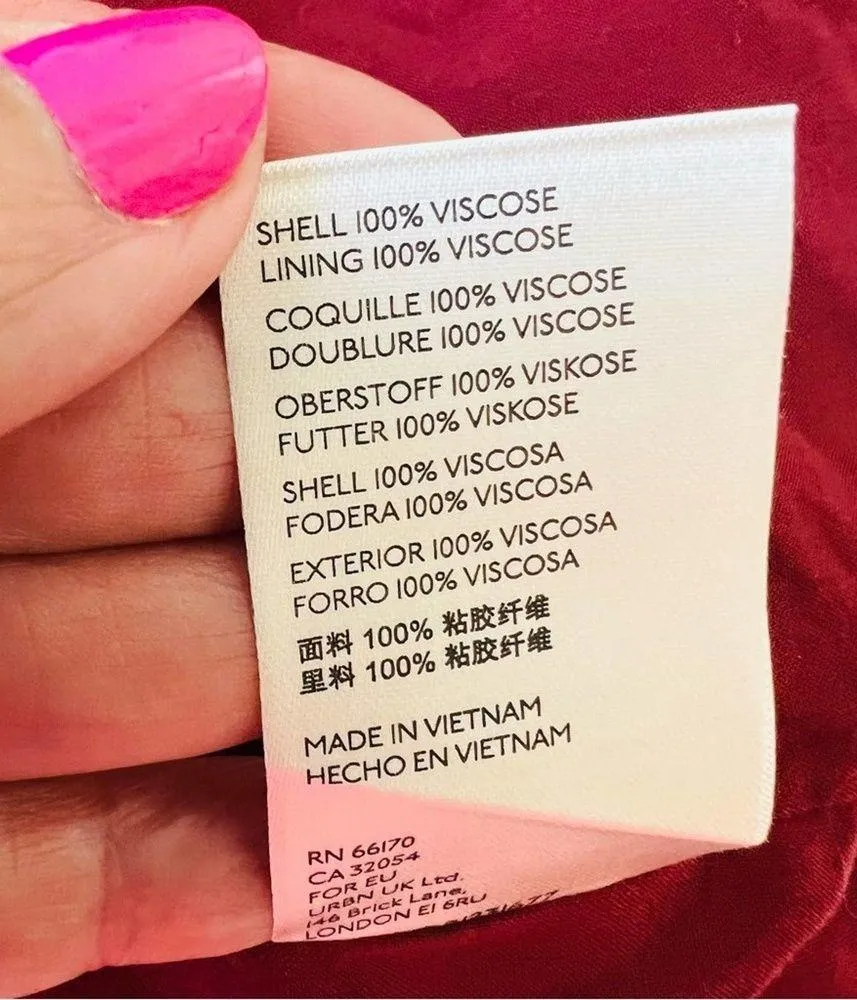 SHELL 100% VISCOSE
LINING 100% VISCOSE
COQUILLE 100% VISCOSE
DOUBLURE 100% VISCOSE
OBERSTOFF 100% VISKOSE
FUTTER 100% VISKOSE
SHELL 100% VISCOSA
FODERA 100% VISCOSA
EXTERIOR 100% VISCOSA
FORRO 100% VISCOSA
面料 100% 粘胶纤维
里料 100% 粘胶纤维
MADE IN VIETNAM
HECHO EN VIETNAM
RN 66170
CA 32054
FOR EU
URBN UK Ltd.
146 Brick Lane,
LONDON E1 6RU